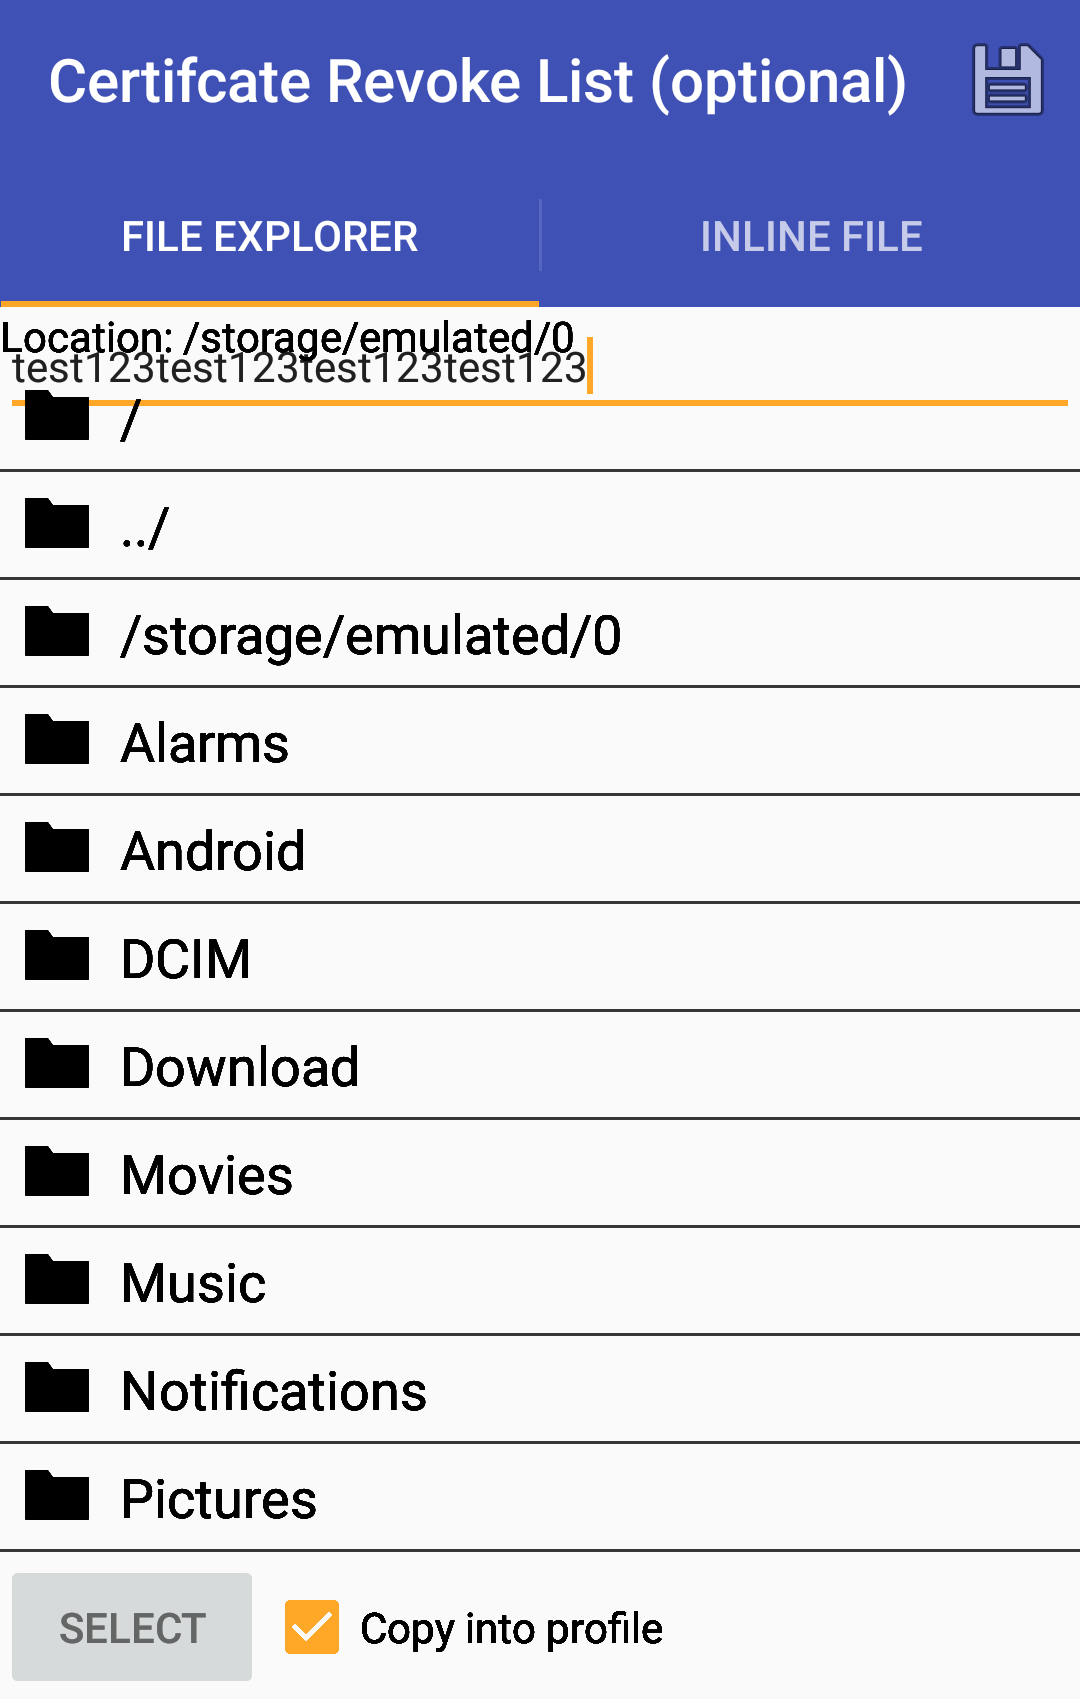 Certifcate Revoke List (optional)
FILE EXPLORER
INLINE FILE
Location: /storage/emulated/0
test123test123test123test123
/
../
/storage/emulated/0
Alarms
Android
DCIM
Download
Movies
Music
Notifications
Pictures
SELECT
Copy into profile